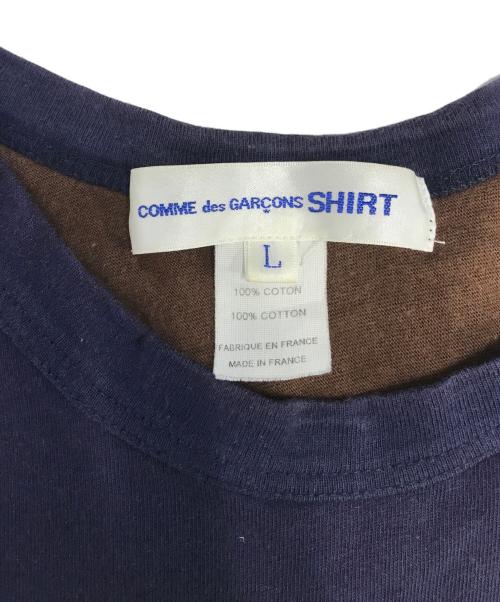 COMME des GARÇONS SHIRT
L
100% COTON
100% COTTON
FABRIQUE EN FRANCE
MADE IN FRANCE